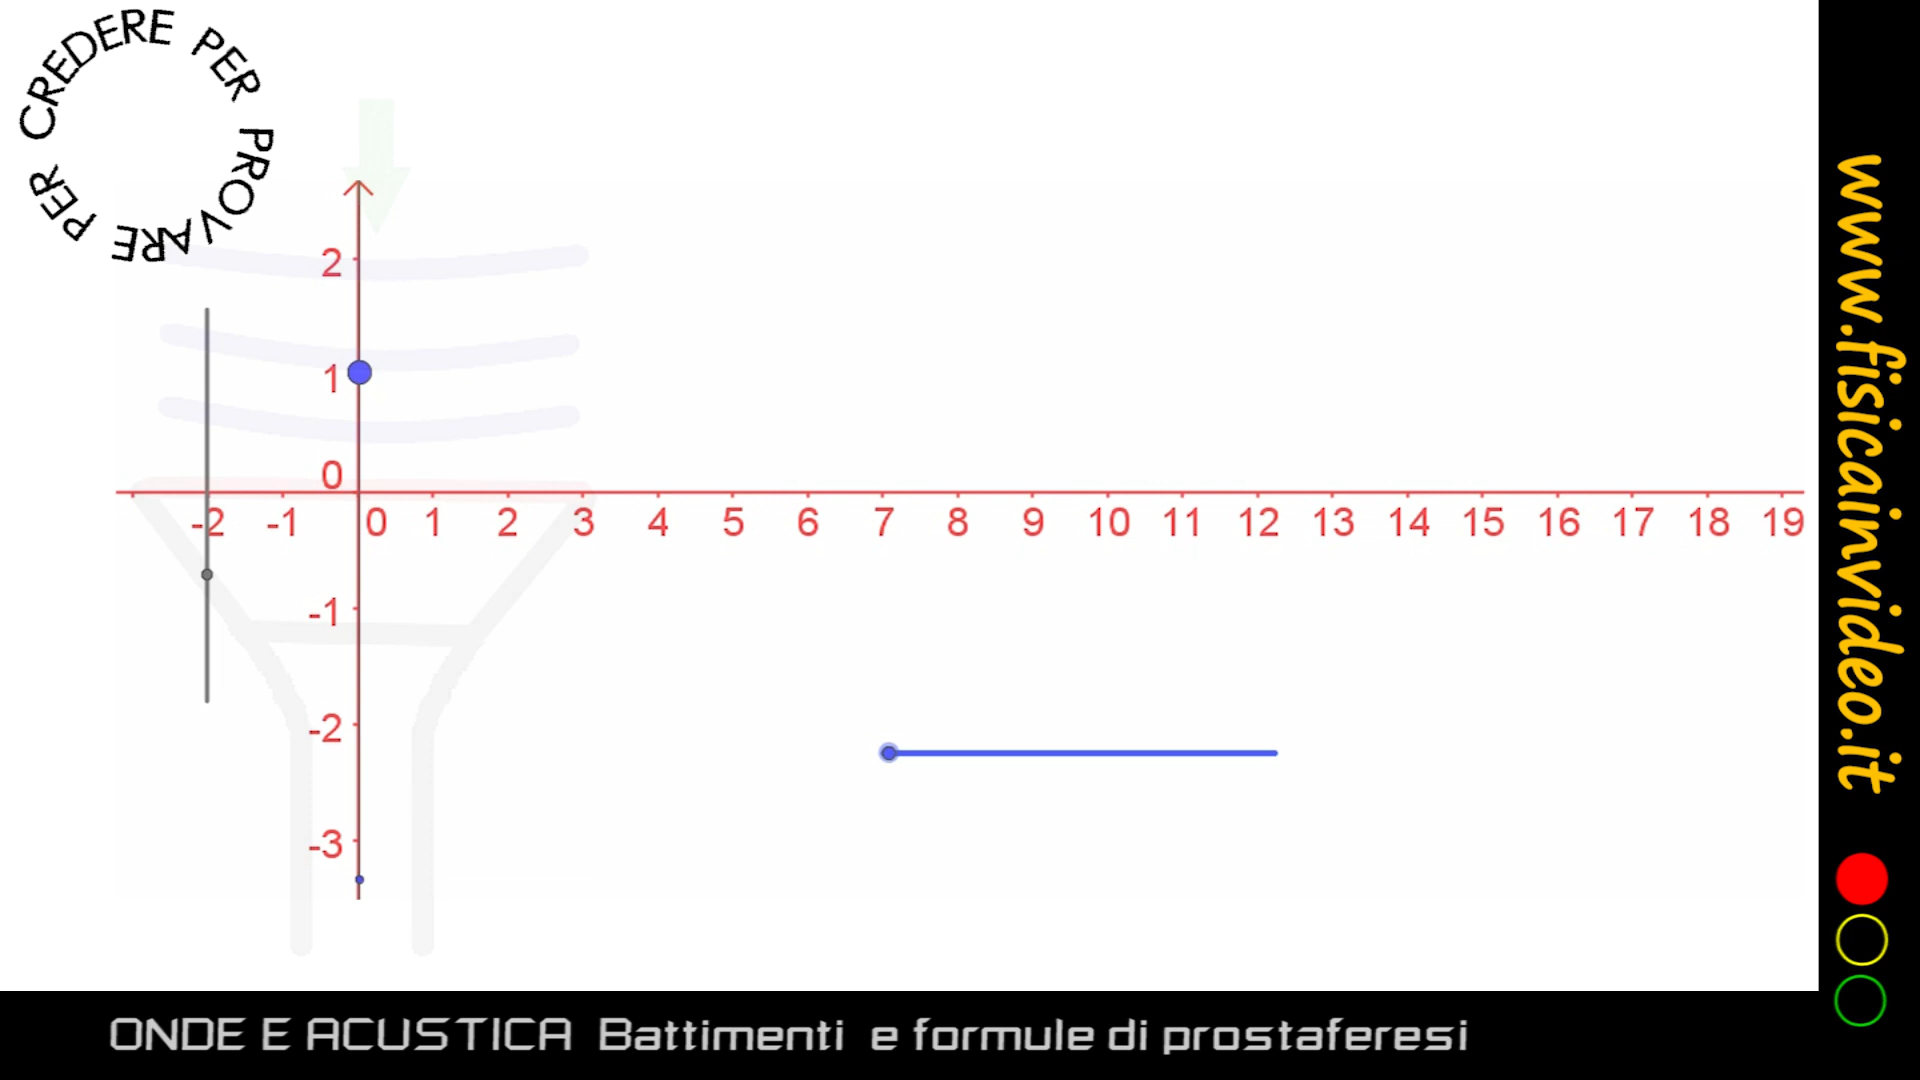 CREDERE PER PROVARE PER
2
1
0
-2 -1 0 1 2 3 4 5 6 7 8 9 10 11 12 13 14 15 16 17 18 19
-1
-2
-3
www.fisicainvideo.it
ONDE E ACUSTICA Battimenti e formule di prostaferesi